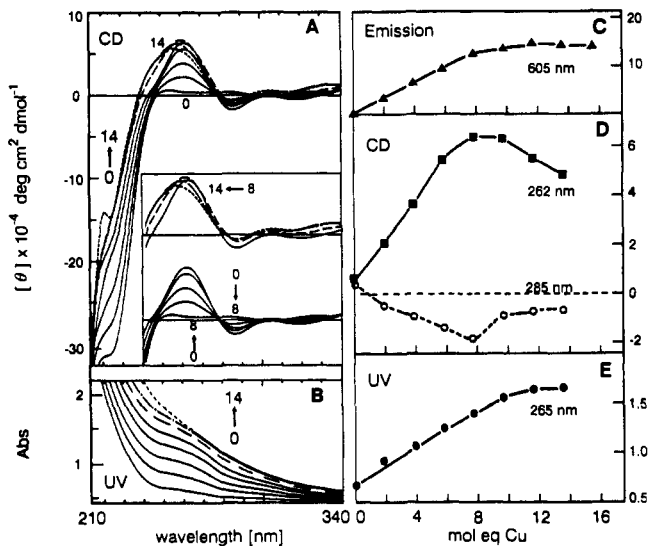 CD
A
10
0
-10
-20
-30
14
0
14
0
14 ← 8
0
8
8
0
[θ] x 10⁻⁴ deg cm² dmol⁻¹
B
2
1
14
0
UV
Abs
210
340
wavelength [nm]
Emission
C
605 nm
20
10
0
CD
D
262 nm
285 nm
6
4
2
0
-2
UV
E
265 nm
1.5
1.0
0.5
0 4 8 12 16
mol eq Cu